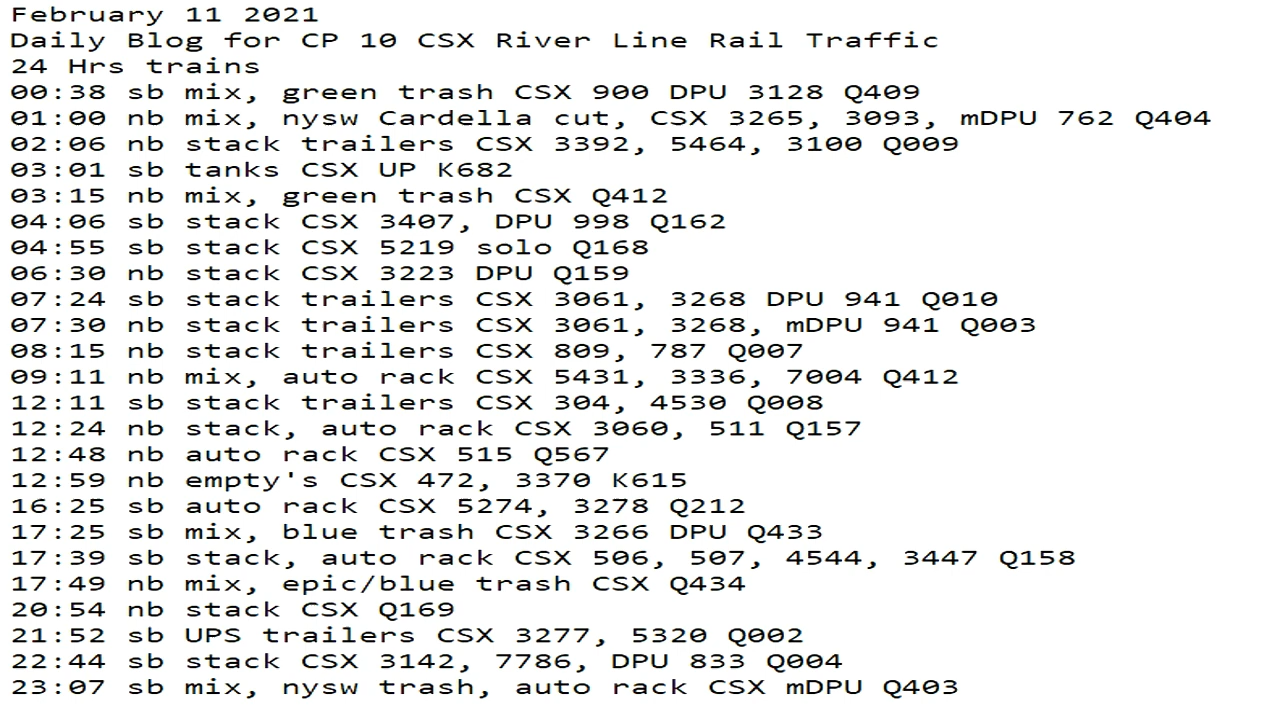 February 11 2021
Daily Blog for CP 10 CSX River Line Rail Traffic
24 Hrs trains
00:38 sb mix, green trash CSX 900 DPU 3128 Q409
01:00 nb mix, nysw Cardella cut, CSX 3265, 3093, mDPU 762 Q404
02:06 nb stack trailers CSX 3392, 5464, 3100 Q009
03:01 sb tanks CSX UP K682
03:15 nb mix, green trash CSX Q412
04:06 sb stack CSX 3407, DPU 998 Q162
04:55 sb stack CSX 5219 solo Q168
06:30 nb stack CSX 3223 DPU Q159
07:24 sb stack trailers CSX 3061, 3268 DPU 941 Q010
07:30 nb stack trailers CSX 3061, 3268, mDPU 941 Q003
08:15 nb stack trailers CSX 809, 787 Q007
09:11 nb mix, auto rack CSX 5431, 3336, 7004 Q412
12:11 sb stack trailers CSX 304, 4530 Q008
12:24 nb stack, auto rack CSX 3060, 511 Q157
12:48 nb auto rack CSX 515 Q567
12:59 nb empty's CSX 472, 3370 K615
16:25 sb auto rack CSX 5274, 3278 Q212
17:25 sb mix, blue trash CSX 3266 DPU Q433
17:39 sb stack, auto rack CSX 506, 507, 4544, 3447 Q158
17:49 nb mix, epic/blue trash CSX Q434
20:54 nb stack CSX Q169
21:52 sb UPS trailers CSX 3277, 5320 Q002
22:44 sb stack CSX 3142, 7786, DPU 833 Q004
23:07 sb mix, nysw trash, auto rack CSX mDPU Q403